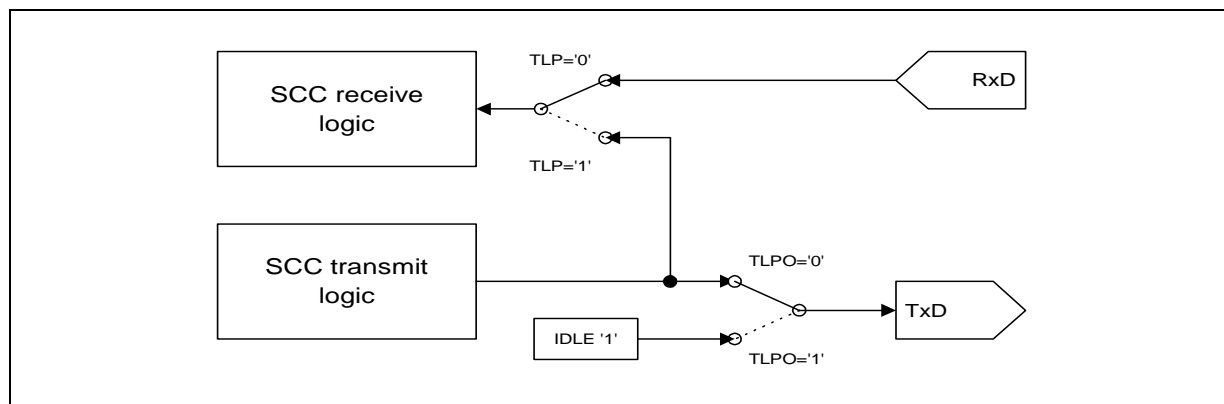 TLP='0'
RxD
SCC receive
logic
TLP='1'
SCC transmit
logic
TLPO='0'
TxD
IDLE '1'
TLPO='1'